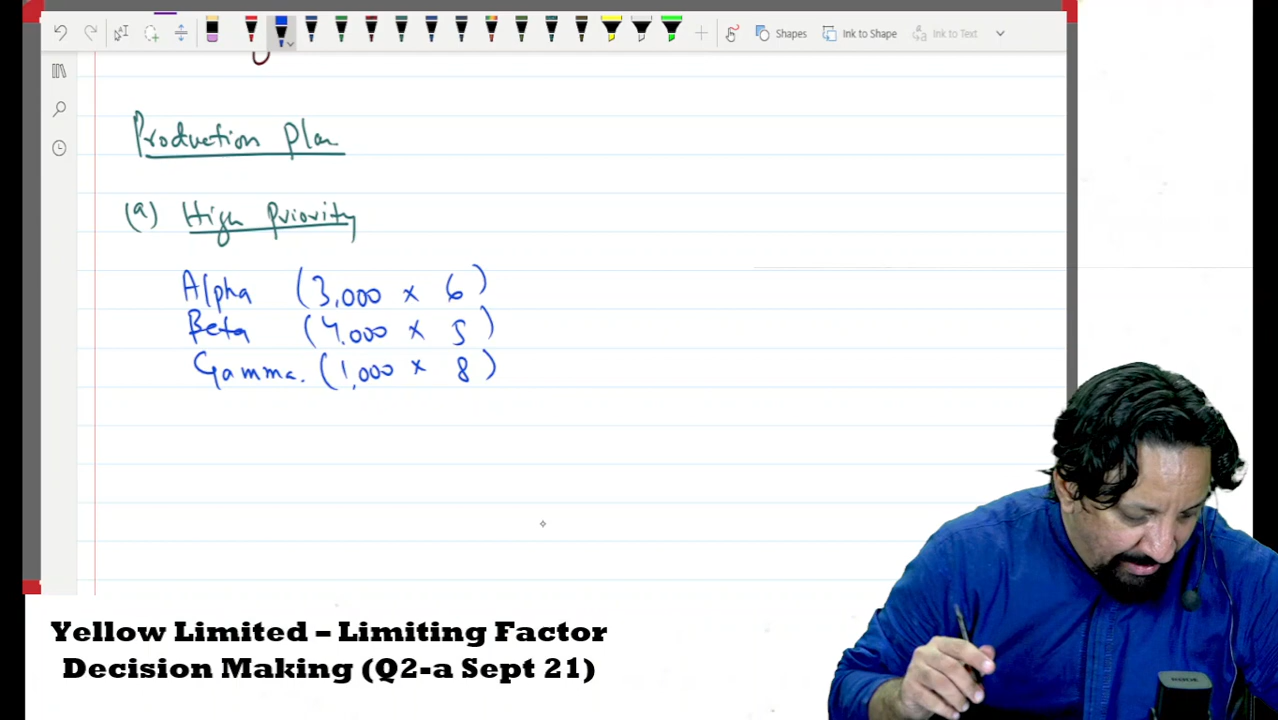 Shapes
Ink to Shape
Ink to Text
Production Plan
(a) High Priority
Alpha (3,000 x 6)
Beta (4,000 x 5)
Gamma. (1,000 x 8)
Yellow Limited – Limiting Factor
Decision Making (Q2-a Sept 21)